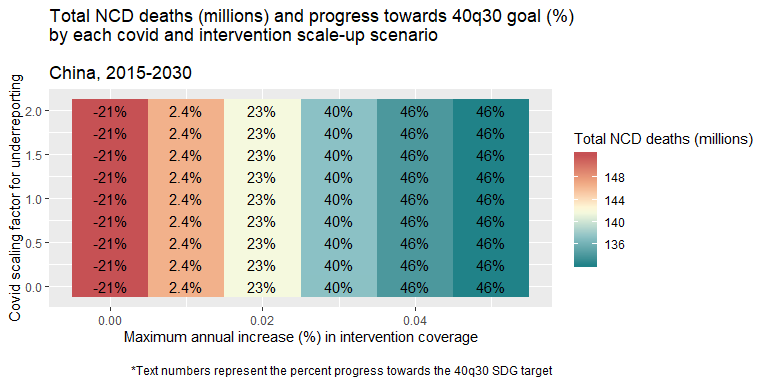 Total NCD deaths (millions) and progress towards 40q30 goal (%)
by each covid and intervention scale-up scenario
China, 2015-2030
Covid scaling factor for underreporting
2.0
1.5
1.0
0.5
0.0
-21% 2.4% 23% 40% 46% 46%
-21% 2.4% 23% 40% 46% 46%
-21% 2.4% 23% 40% 46% 46%
-21% 2.4% 23% 40% 46% 46%
-21% 2.4% 23% 40% 46% 46%
-21% 2.4% 23% 40% 46% 46%
-21% 2.4% 23% 40% 46% 46%
-21% 2.4% 23% 40% 46% 46%
-21% 2.4% 23% 40% 46% 46%
0.00 0.02 0.04
Maximum annual increase (%) in intervention coverage
Total NCD deaths (millions)
148
144
140
136
*Text numbers represent the percent progress towards the 40q30 SDG target